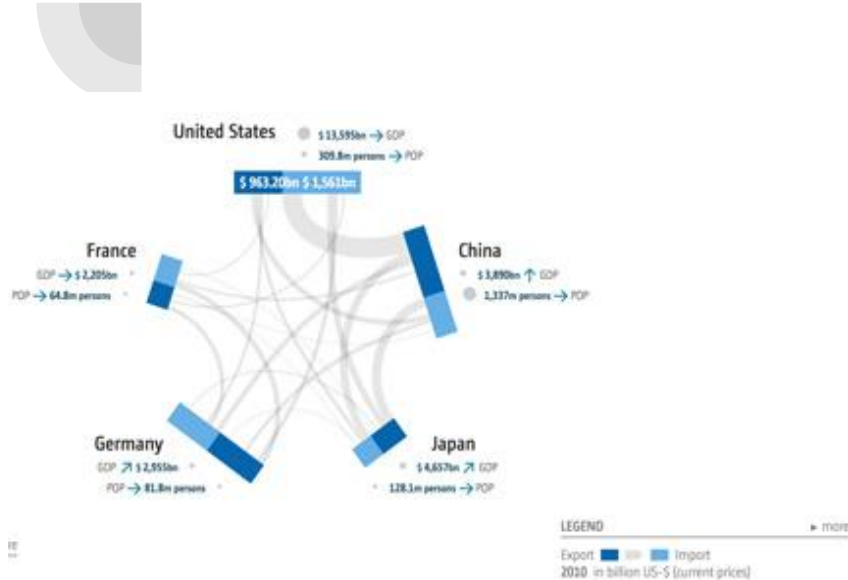 United States
$ 13,595bn → GDP
309.8m persons → POP
$ 963.20bn $ 1,561bn
France
GDP → $ 2,205bn
POP → 64.8m persons
China
$ 3,890bn ↑ GDP
1,337m persons → POP
Germany
GDP ↗ $ 2,955bn
POP → 81.8m persons
Japan
$ 4,657bn ↗ GDP
128.1m persons → POP
LEGEND
▸ more
Export Import
2010 in billion US-$ (current prices)